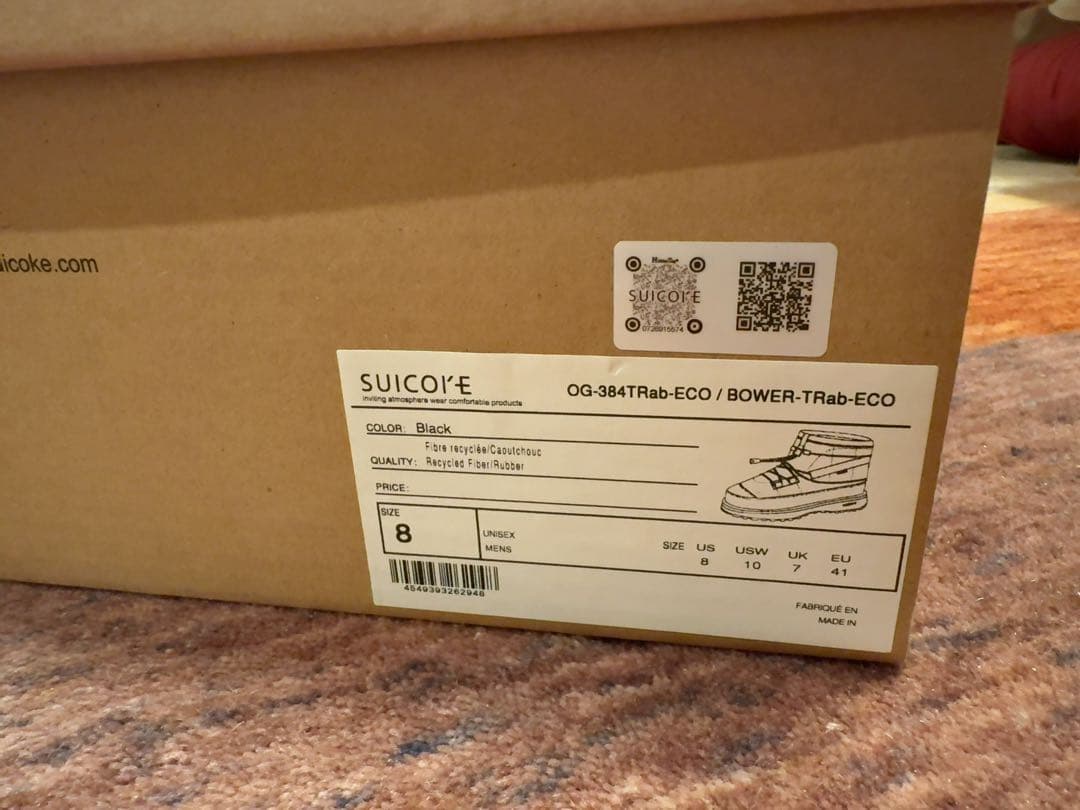 icoke.com
SUICOKE
0728915574
SUICOKE
inviting atmosphere wear comfortable products
OG-384TRab-ECO / BOWER-TRab-ECO
COLOR: Black
Fibre recyclée/Caoutchouc
QUALITY: Recycled Fiber/Rubber
PRICE:
SIZE
8
UNISEX
MENS
SIZE US USW UK EU
8 10 7 41
4549393262948
FABRIQUÉ EN
MADE IN